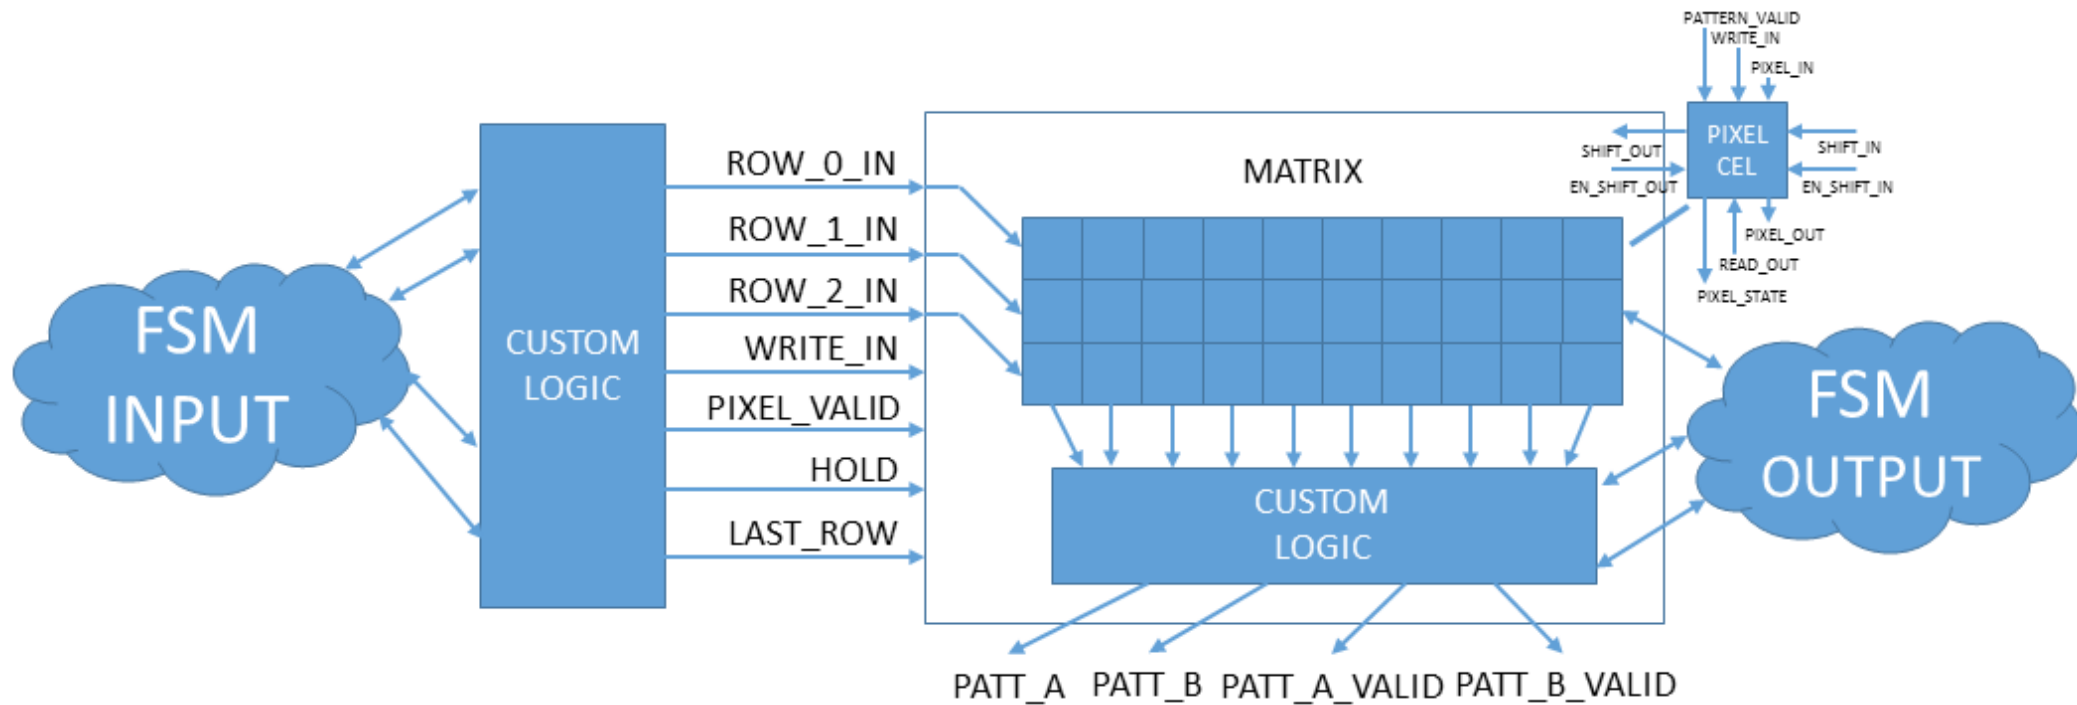 PATTERN_VALID
WRITE_IN
PIXEL_IN
PIXEL
CEL
SHIFT_OUT
SHIFT_IN
EN_SHIFT_OUT
EN_SHIFT_IN
PIXEL_OUT
READ_OUT
PIXEL_STATE
FSM
INPUT
CUSTOM
LOGIC
ROW_0_IN
ROW_1_IN
ROW_2_IN
WRITE_IN
PIXEL_VALID
HOLD
LAST_ROW
MATRIX
CUSTOM
LOGIC
FSM
OUTPUT
PATT_A
PATT_B
PATT_A_VALID
PATT_B_VALID